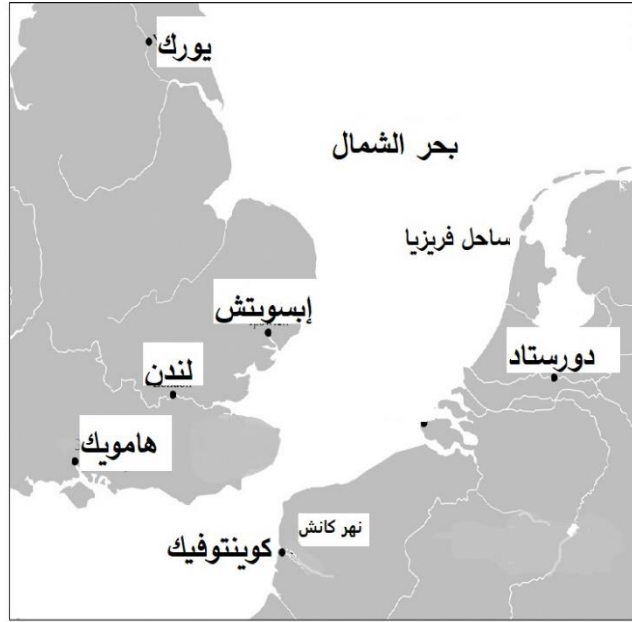 يورك
بحر الشمال
ساحل فريزيا
إبسويتش
دورستاد
لندن
هامويك
نهر كانش
كوينتوفيك